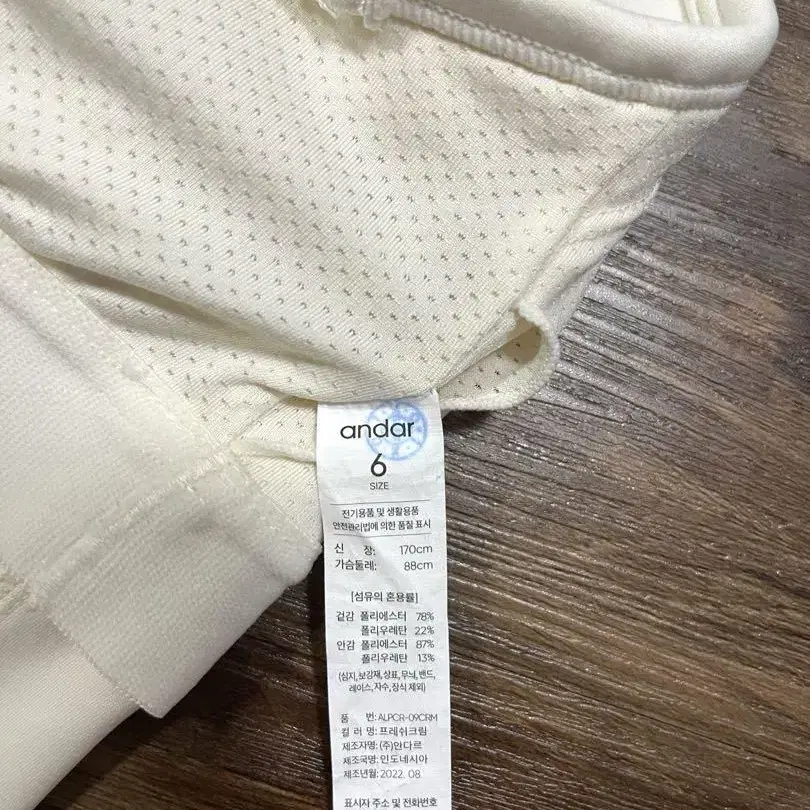 andar
6
SIZE
전기용품 및 생활용품
안전관리법에 의한 품질 표시
신 장: 170cm
가슴둘레: 88cm
[섬유의 혼용률]
겉감 폴리에스터 78%
폴리우레탄 22%
안감 폴리에스터 87%
폴리우레탄 13%
(심지,보강재,상표,무늬,밴드,
레이스,자수,장식 제외)
품 번: ALPCR-09CRM
컬 러 명: 프레쉬크림
제조자명: (주)안다르
제조국명: 인도네시아
제조년월: 2022. 08
표시자 주소 및 전화번호